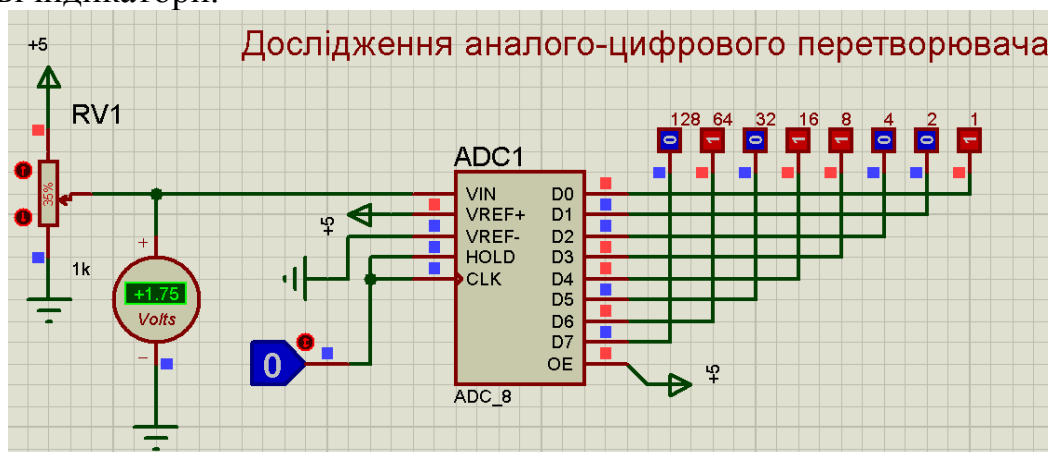 індикатори.
Дослідження аналого-цифрового перетворювача
+5
RV1
35%
1k
+
+1.75
Volts
−
+5
0
ADC1
VIN
VREF+
VREF-
HOLD
CLK
D0
D1
D2
D3
D4
D5
D6
D7
OE
ADC_8
+5
128 64 32 16 8 4 2 1
0 1 0 1 1 0 0 1